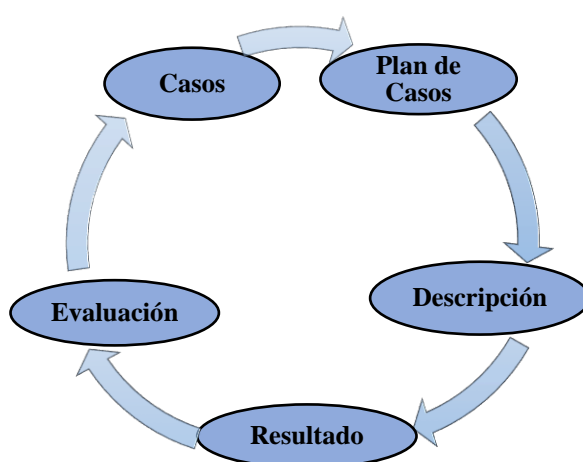 Casos
Plan de
Casos
Descripción
Resultado
Evaluación